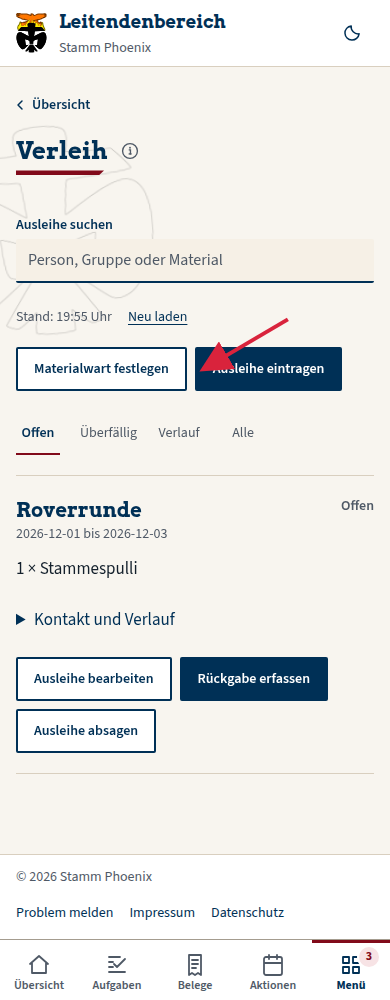 Leitendenbereich
Stamm Phoenix
Übersicht
Verleih
Ausleihe suchen
Person, Gruppe oder Material
Stand: 19:55 Uhr Neu laden
Materialwart festlegen Ausleihe eintragen
Offen Überfällig Verlauf Alle
Roverrunde Offen
2026-12-01 bis 2026-12-03
1 × Stammespulli
Kontakt und Verlauf
Ausleihe bearbeiten Rückgabe erfassen
Ausleihe absagen
© 2026 Stamm Phoenix
Problem melden Impressum Datenschutz
3
Übersicht Aufgaben Belege Aktionen Menü